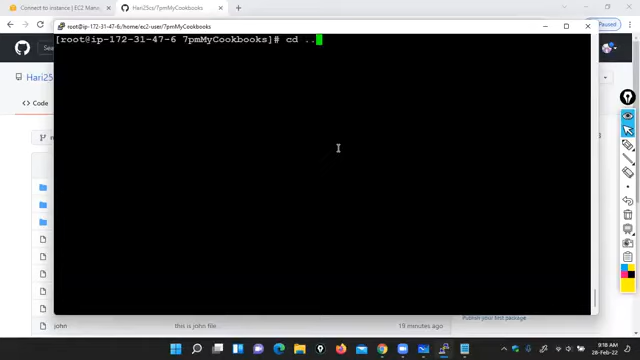 Connect to instance | EC2 Mana
Hari25cs/7pmMyCookbooks
root@ip-172-31-47-6:/home/ec2-user/7pmMyCookbooks
Paused
[root@ip-172-31-47-6 7pmMyCookbooks]# cd ..
Hari25
Code
john
this is john file
19 minutes ago
Publish your first package
9:18 AM
28-Feb-22